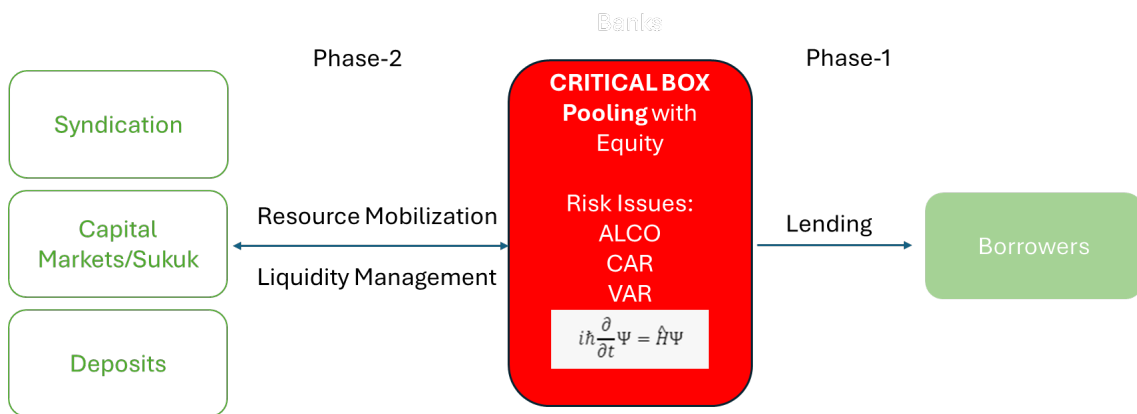 Banks
Phase-2
Phase-1
Syndication
Capital
Markets/Sukuk
Deposits
Resource Mobilization
Liquidity Management
CRITICAL BOX
Pooling with
Equity
Risk Issues:
ALCO
CAR
VAR
iℏ ∂/∂t Ψ = ĤΨ
Lending
Borrowers